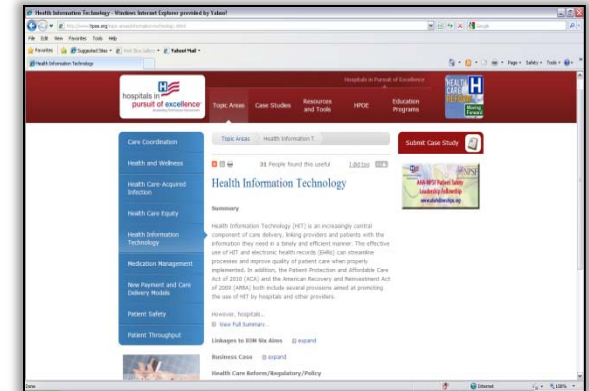 Health Information Technology - Windows Internet Explorer provided by Yahoo!
File Edit View Favorites Tools Help
Favorites Suggested Sites Yahoo! Mail
Health Information Technology
Page Safety Tools
Hospitals in Pursuit of Excellence
hospitals in
pursuit of excellence
Topic Areas Case Studies Resources and Tools HPOE Education Programs
HEALTH
CARE
REFORM
Moving
Forward
Care Coordination
Health and Wellness
Health Care-Acquired
Infection
Health Care Equity
Health Information
Technology
Medication Management
New Payment and Care
Delivery Models
Patient Safety
Patient Throughput
Topic Areas Health Information T.
Submit Case Study
People found this useful I did too
Health Information Technology
AHA-NPSF Patient Safety
Leadership Fellowship
Summary
Health Information Technology (HIT) is an increasingly central
component of care delivery, linking providers and patients with the
information they need in a timely and efficient manner. The effective
use of HIT and electronic health records (EHRs) can streamline
processes and improve quality of patient care when properly
implemented. In addition, the Patient Protection and Affordable Care
Act of 2010 (ACA) and the American Recovery and Reinvestment Act
of 2009 (ARRA) both include several provisions aimed at promoting
the use of HIT by hospitals and other providers.
However, hospitals...
View Full Summary...
Linkages to IOM Six Aims expand
Business Case expand
Health Care Reform/Regulatory/Policy
Done Internet